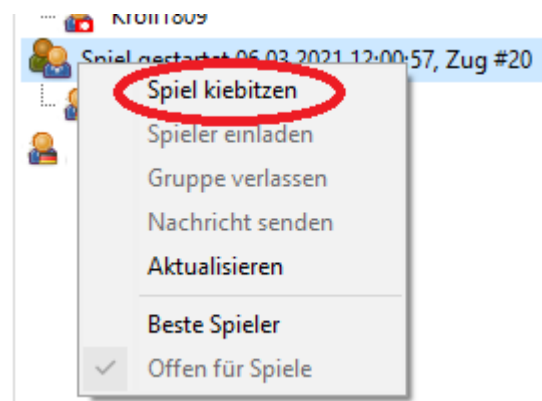 Kroll1809
Spiel gestartet 06.03.2021 12:00:57, Zug #20
Spiel kiebitzen
Spieler einladen
Gruppe verlassen
Nachricht senden
Aktualisieren
Beste Spieler
Offen für Spiele